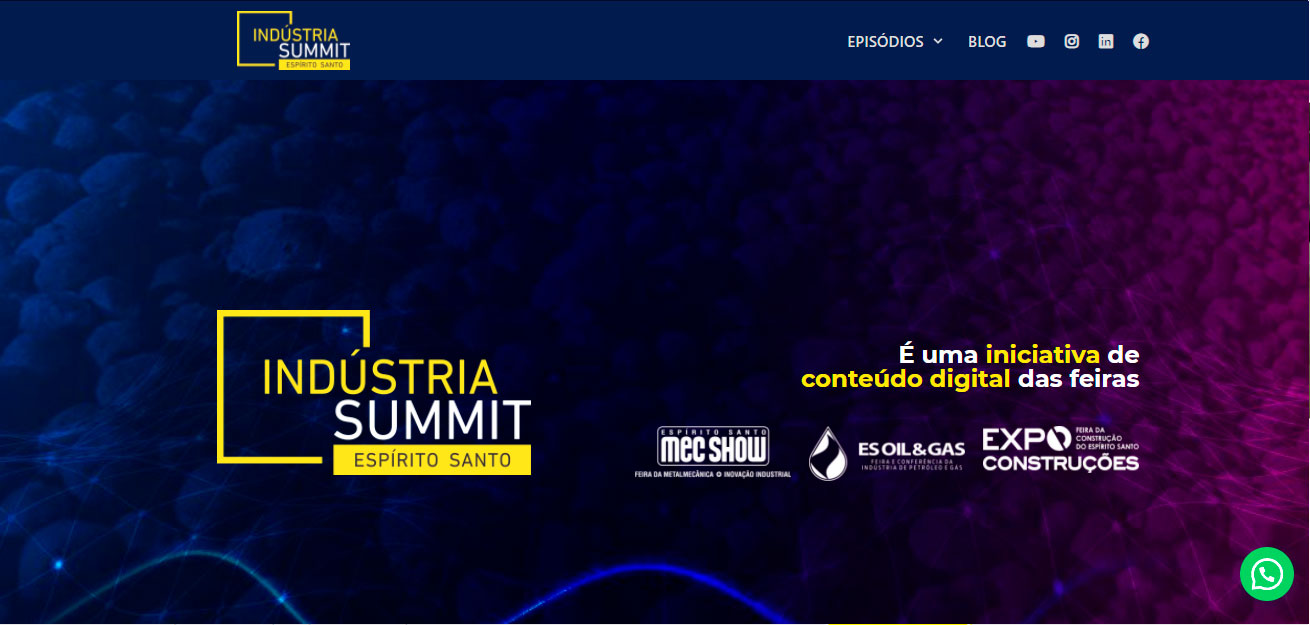 INDÚSTRIA
SUMMIT
ESPÍRITO SANTO
EPISÓDIOS
BLOG
INDÚSTRIA
SUMMIT
ESPÍRITO SANTO
É uma iniciativa de
conteúdo digital das feiras
ESPÍRITO SANTO
MEC SHOW
FEIRA DA METALMECÂNICA + INOVAÇÃO INDUSTRIAL
ES OIL & GAS
FEIRA E CONFERÊNCIA DA
INDÚSTRIA DE PETRÓLEO E GÁS
EXPO
FEIRA DA
CONSTRUÇÃO
DO ESPÍRITO SANTO
CONSTRUÇÕES